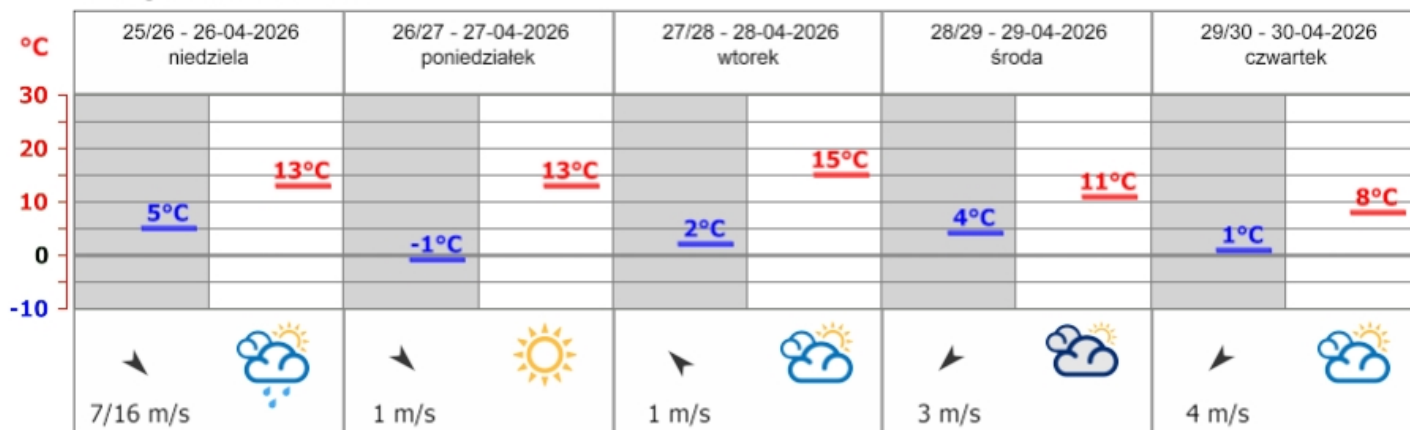 25/26 - 26-04-2026
niedziela
26/27 - 27-04-2026
poniedziałek
27/28 - 28-04-2026
wtorek
28/29 - 29-04-2026
środa
29/30 - 30-04-2026
czwartek
°C
30
20
10
0
-10
5°C
13°C
-1°C
13°C
2°C
15°C
4°C
11°C
1°C
8°C
7/16 m/s
1 m/s
1 m/s
3 m/s
4 m/s